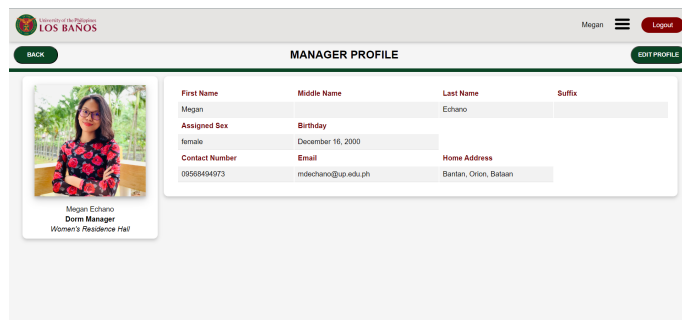 University of the Philippines
LOS BAÑOS
Megan
Logout
BACK
MANAGER PROFILE
EDIT PROFILE
First Name Middle Name Last Name Suffix
Megan Echano
Assigned Sex Birthday
female December 16, 2000
Contact Number Email Home Address
09568494973 mdechano@up.edu.ph Bantan, Orion, Bataan
Megan Echano
Dorm Manager
Women's Residence Hall